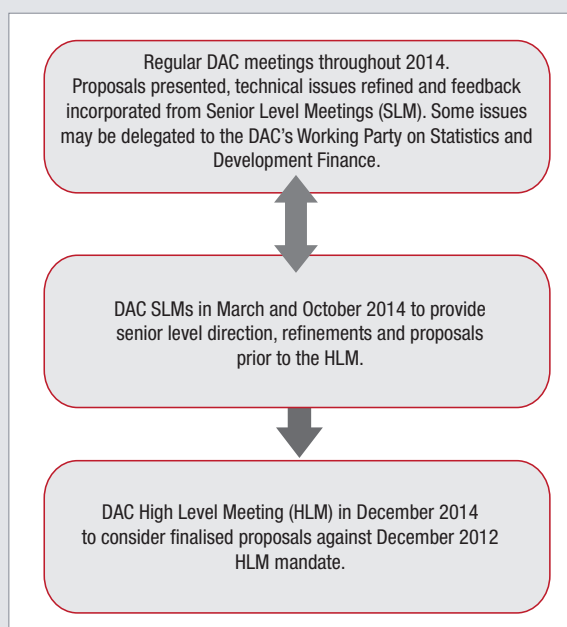 Regular DAC meetings throughout 2014.
Proposals presented, technical issues refined and feedback
incorporated from Senior Level Meetings (SLM). Some issues
may be delegated to the DAC's Working Party on Statistics and
Development Finance.
DAC SLMs in March and October 2014 to provide
senior level direction, refinements and proposals
prior to the HLM.
DAC High Level Meeting (HLM) in December 2014
to consider finalised proposals against December 2012
HLM mandate.